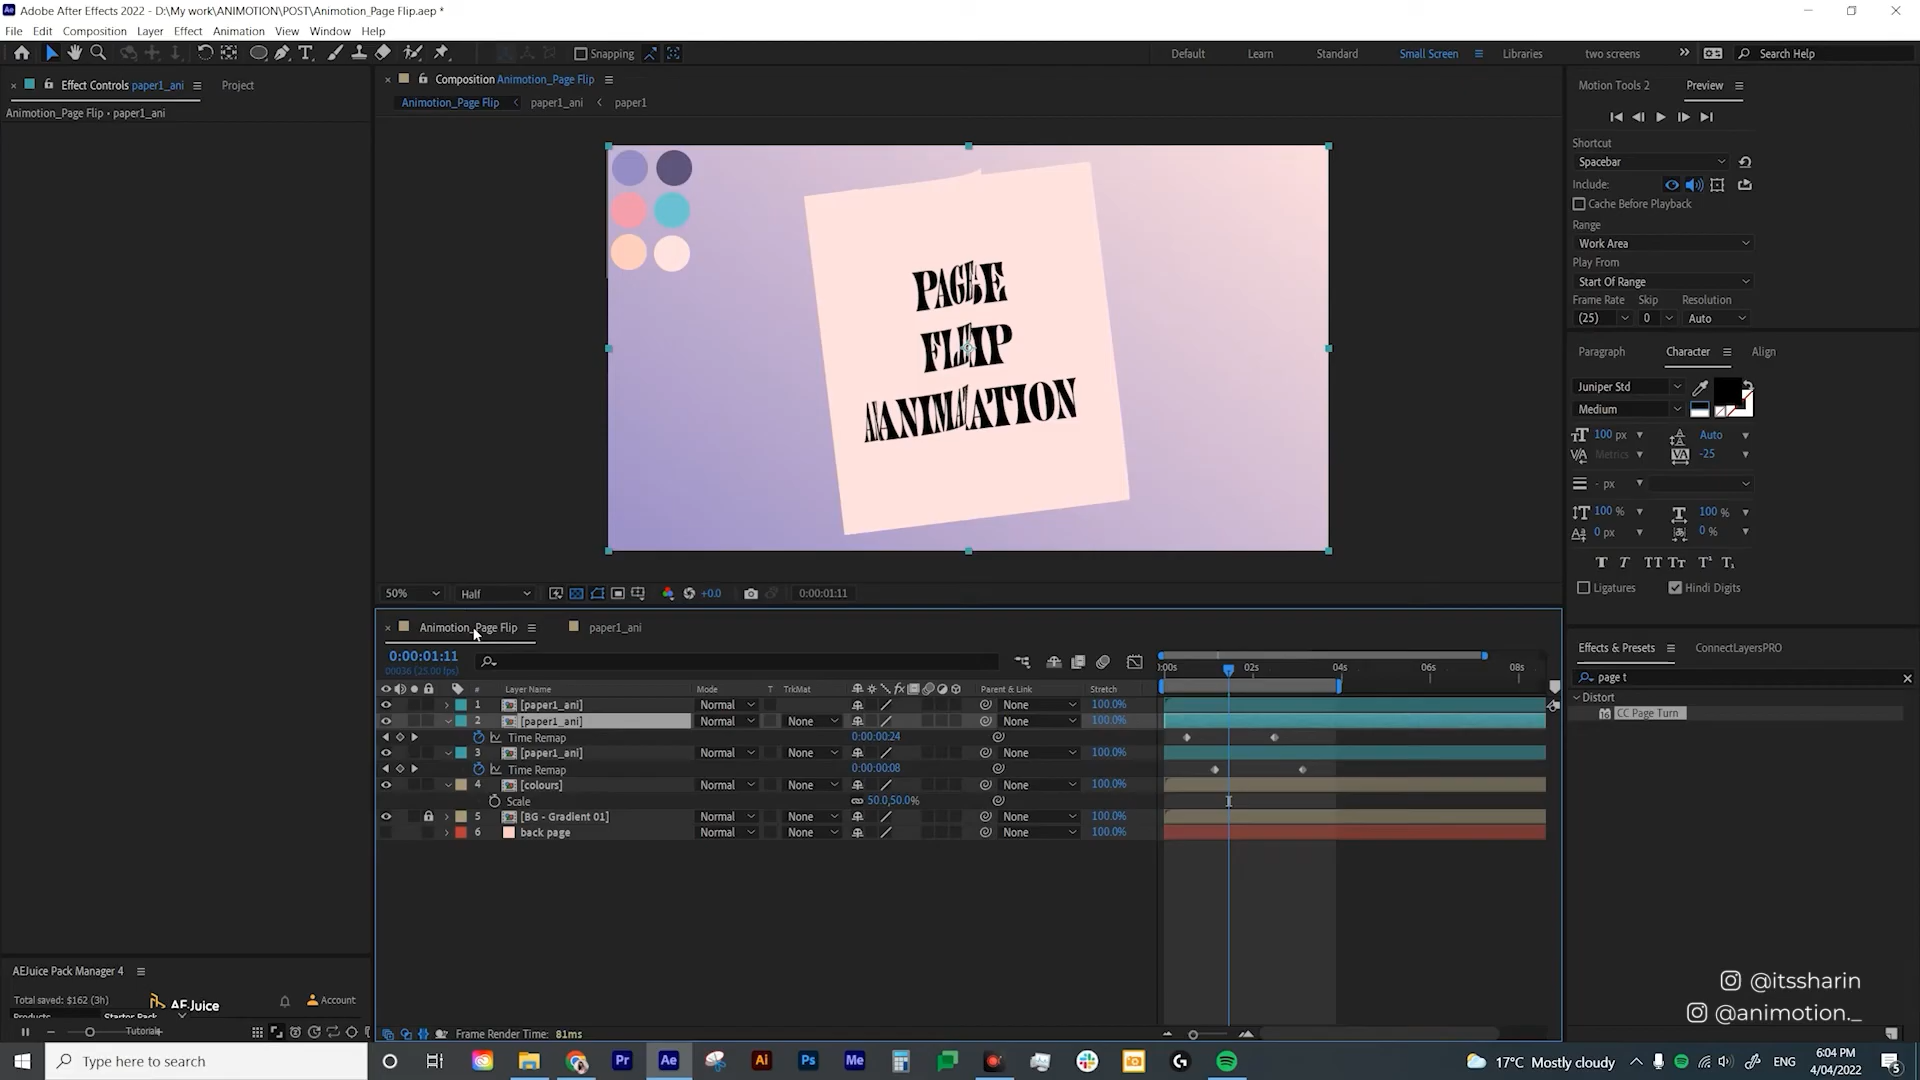 Adobe After Effects 2022 - D:\My work\ANIMOTION\POST\Animotion_Page Flip.aep *
File Edit Composition Layer Effect Animation View Window Help
Snapping
Default Learn Standard Small Screen Libraries two screens Search Help
Effect Controls paper1_ani Project
Animotion_Page Flip • paper1_ani
Composition Animotion_Page Flip
Animotion_Page Flip paper1_ani paper1
50% Half +0.0 0:00:01:11
Motion Tools 2 Preview
Shortcut
Spacebar
Include:
Cache Before Playback
Range
Work Area
Play From
Start Of Range
Frame Rate Skip Resolution
(25) 0 Auto
Paragraph Character Align
Juniper Std
Medium
100 px Auto
Metrics -25
- px
100 % 100 %
0 px 0 %
Ligatures Hindi Digits
Effects & Presets ConnectLayersPRO
page t
Distort
CC Page Turn
Animotion_Page Flip paper1_ani
0:00:01:11
00036 (25.00 fps)
:00s 02s 04s 06s 08s
# Layer Name Mode T TrkMat Parent & Link Stretch
1 [paper1_ani] Normal None 100.0%
2 [paper1_ani] Normal None None 100.0%
Time Remap 0:00:00:24
3 [paper1_ani] Normal None None 100.0%
Time Remap 0:00:00:08
4 [colours] Normal None None 100.0%
Scale 50.0,50.0%
5 [BG - Gradient 01] Normal None None 100.0%
6 back page Normal None None 100.0%
Frame Render Time: 81ms
AEJuice Pack Manager 4
Total saved: $162 (3h) AEJuice Account
Products Starter Pack
Tutorials
@itssharin
@animotion._
Type here to search
17°C Mostly cloudy ENG 6:04 PM
4/04/2022